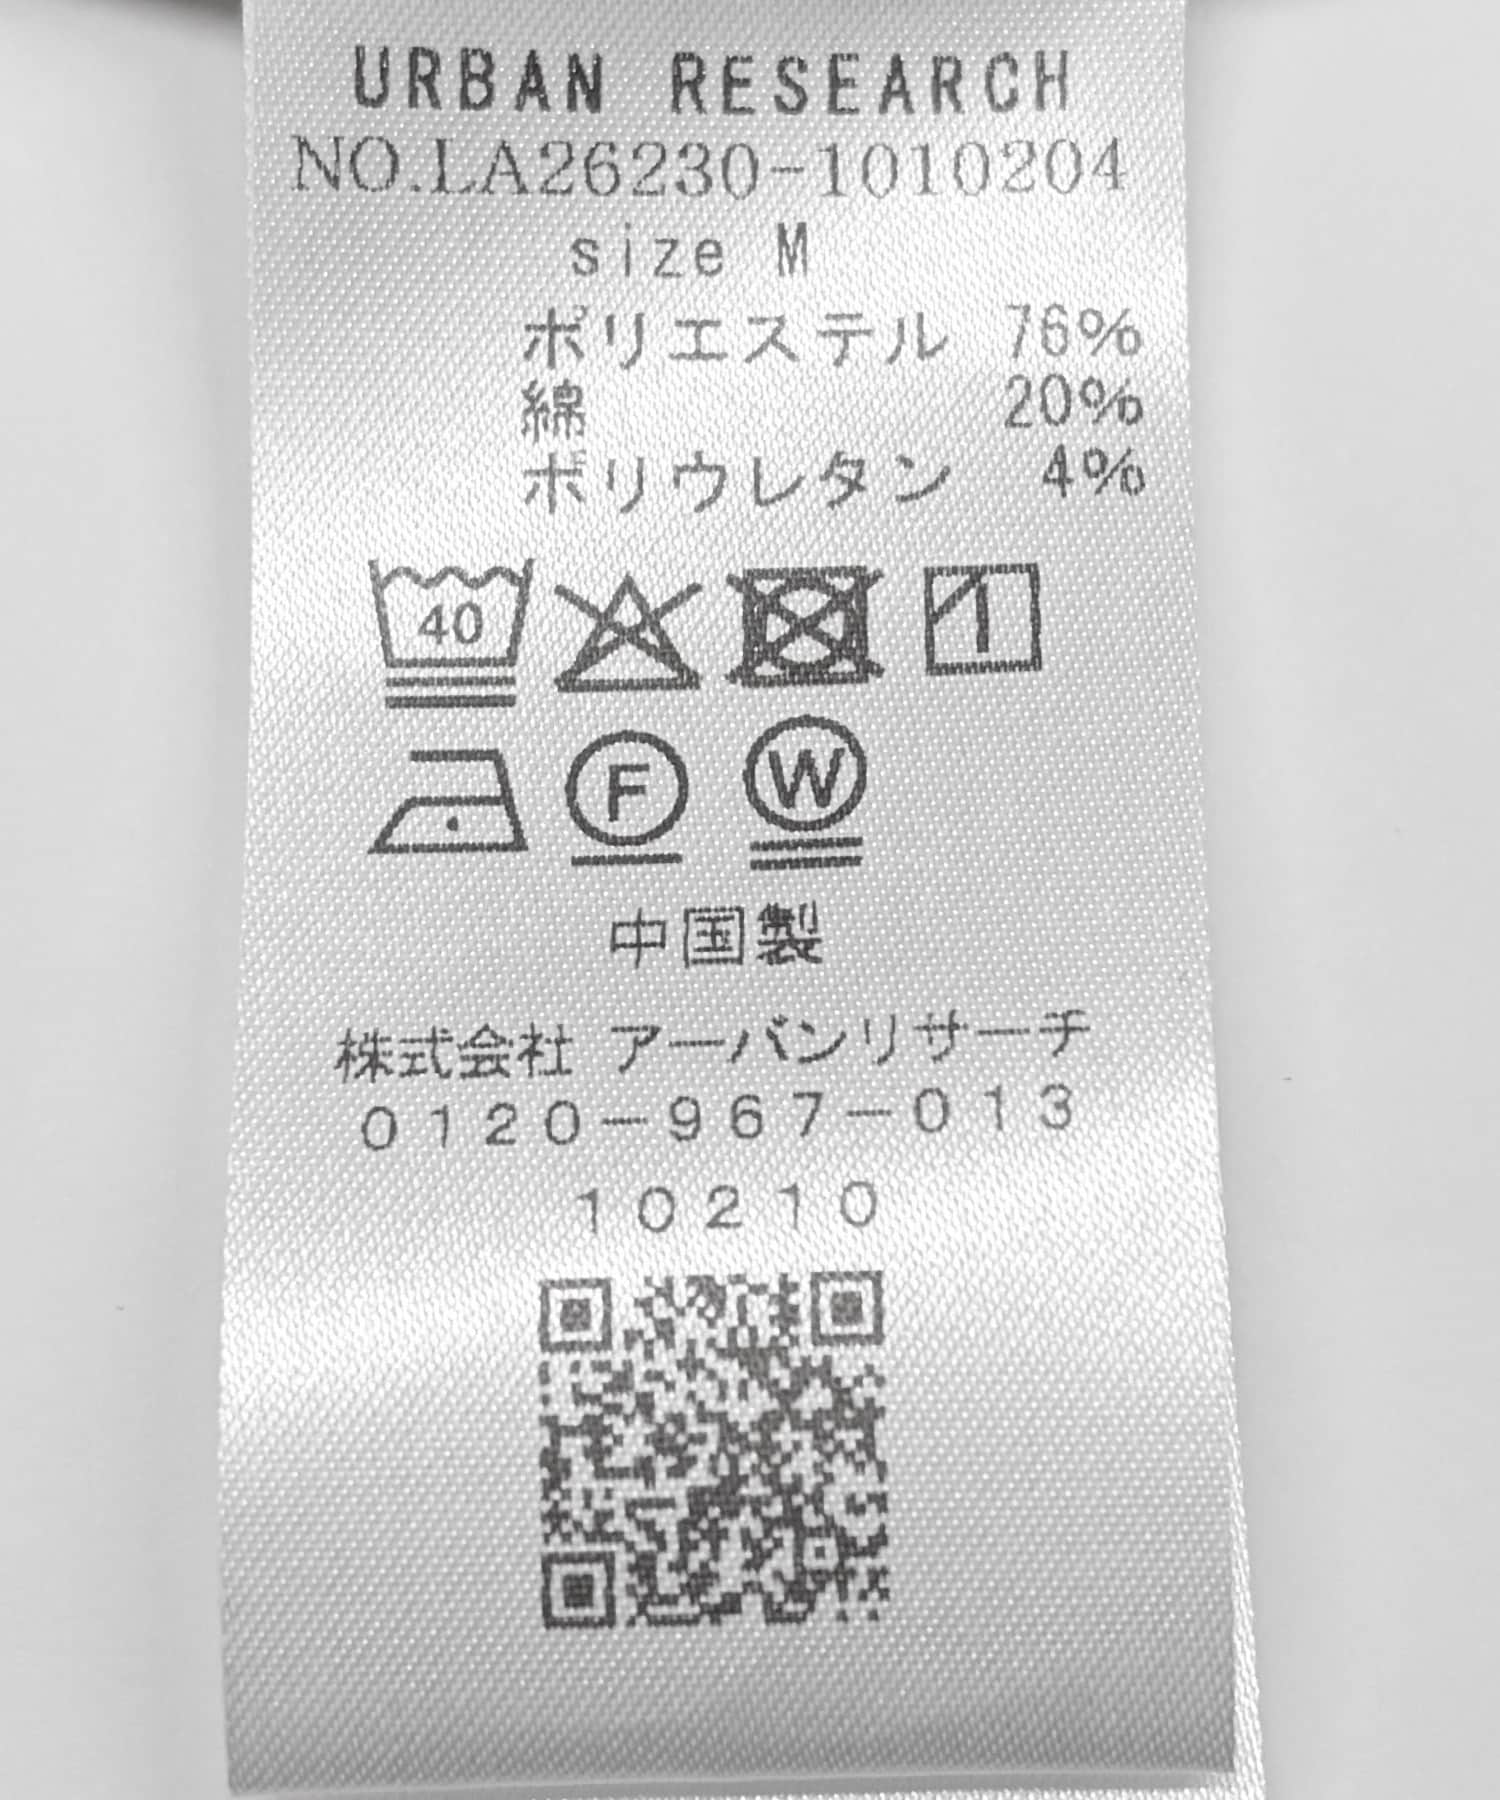 URBAN RESEARCH
NO.LA26230-1010204
size M
ポリエステル 76%
綿 20%
ポリウレタン 4%
40
F W
中国製
株式会社 アーバンリサーチ
0120-967-013
10210